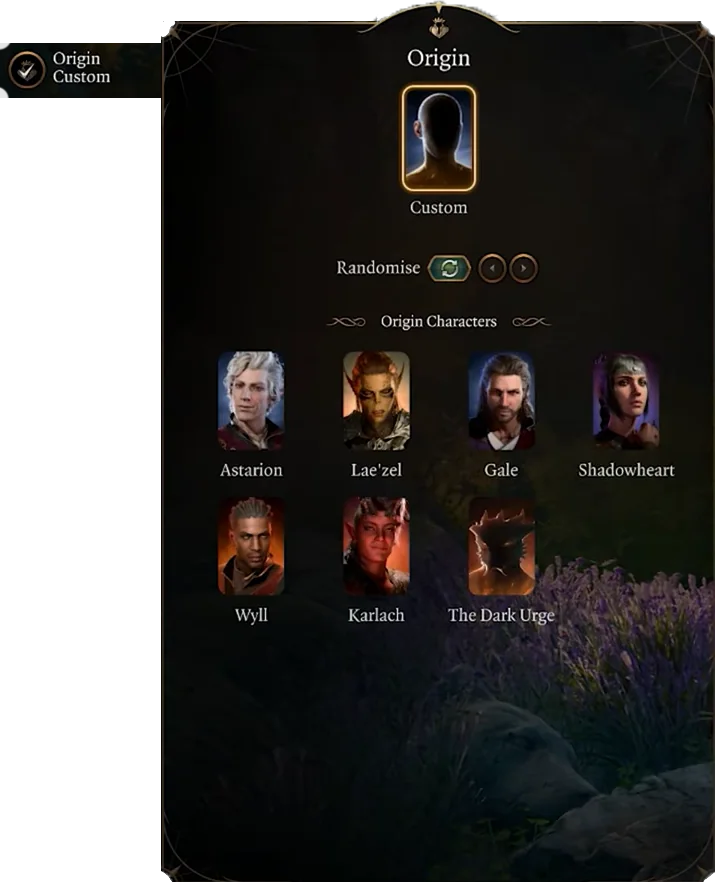 Origin
Custom
Origin
Custom
Randomise
Origin Characters
Astarion
Lae'zel
Gale
Shadowheart
Wyll
Karlach
The Dark Urge